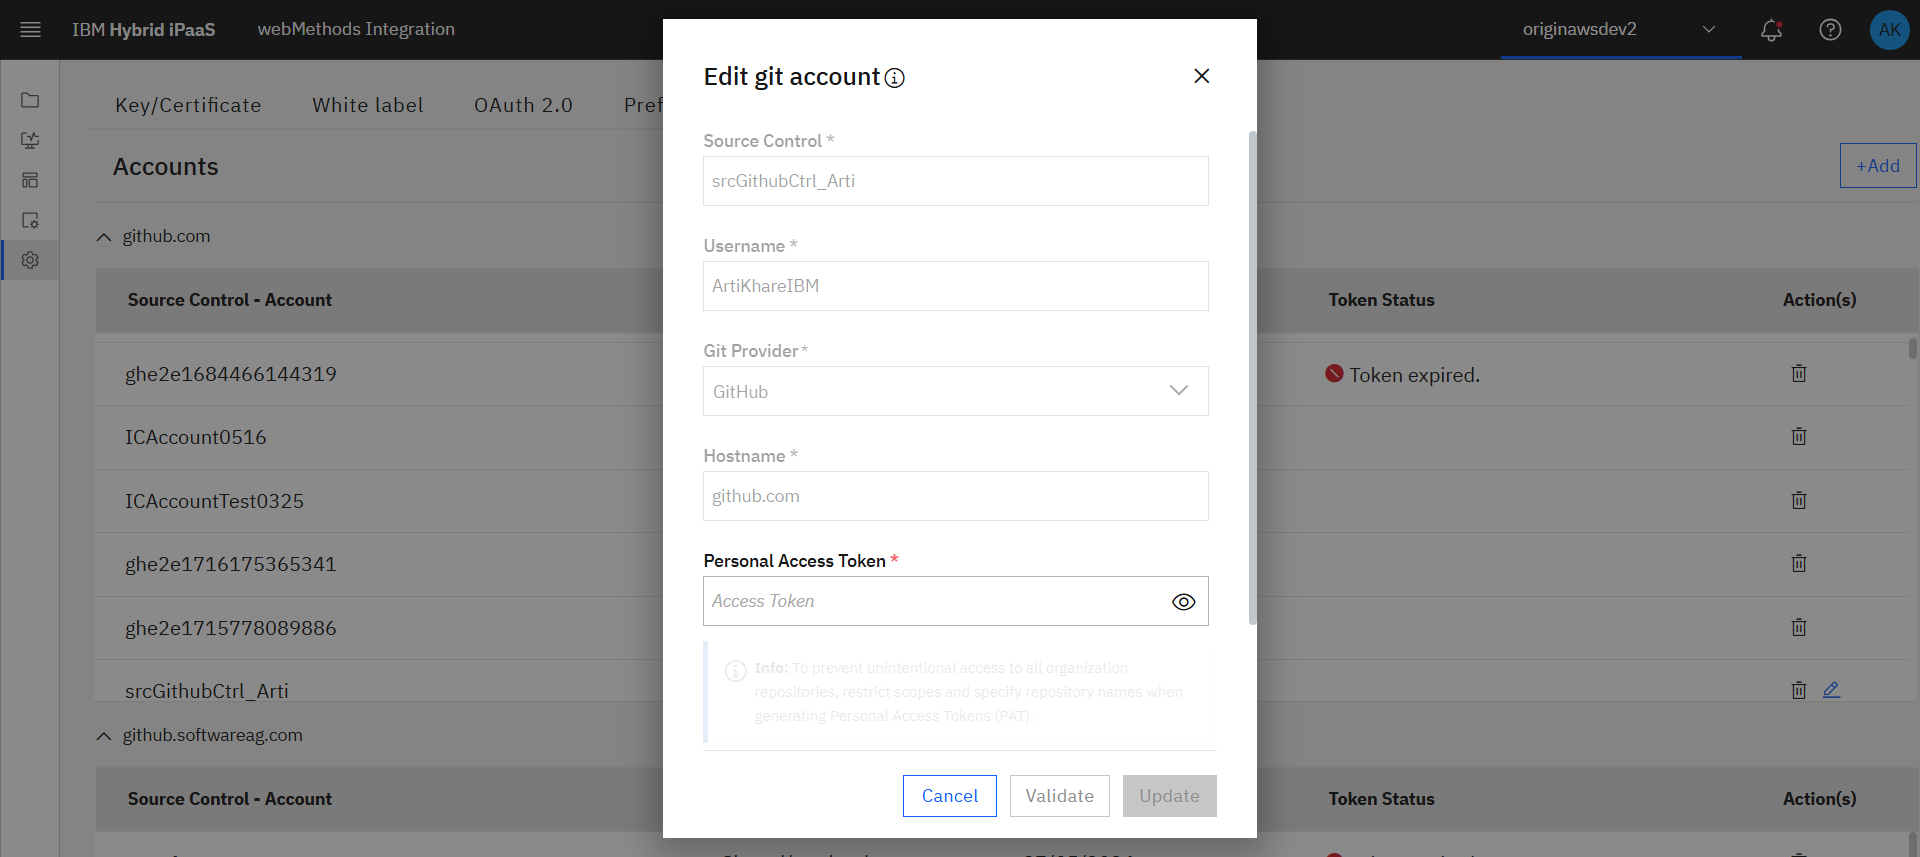 IBM Hybrid iPaaS
webMethods Integration
originawsdev2
AK
Key/Certificate
White label
OAuth 2.0
Pref
Accounts
+Add
github.com
Source Control - Account
Token Status
Action(s)
ghe2e1684466144319
Token expired.
ICAccount0516
ICAccountTest0325
ghe2e1716175365341
ghe2e1715778089886
srcGithubCtrl_Arti
github.softwareag.com
Source Control - Account
Token Status
Action(s)
Edit git account
Source Control *
srcGithubCtrl_Arti
Username *
ArtiKhareIBM
Git Provider*
GitHub
Hostname *
github.com
Personal Access Token *
Access Token
Info: To prevent unintentional access to all organization
repositories, restrict scopes and specify repository names when
generating Personal Access Tokens (PAT).
Cancel
Validate
Update